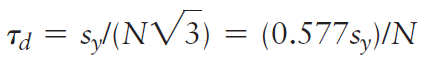 τd = sy/(N√3) = (0.577sy)/N